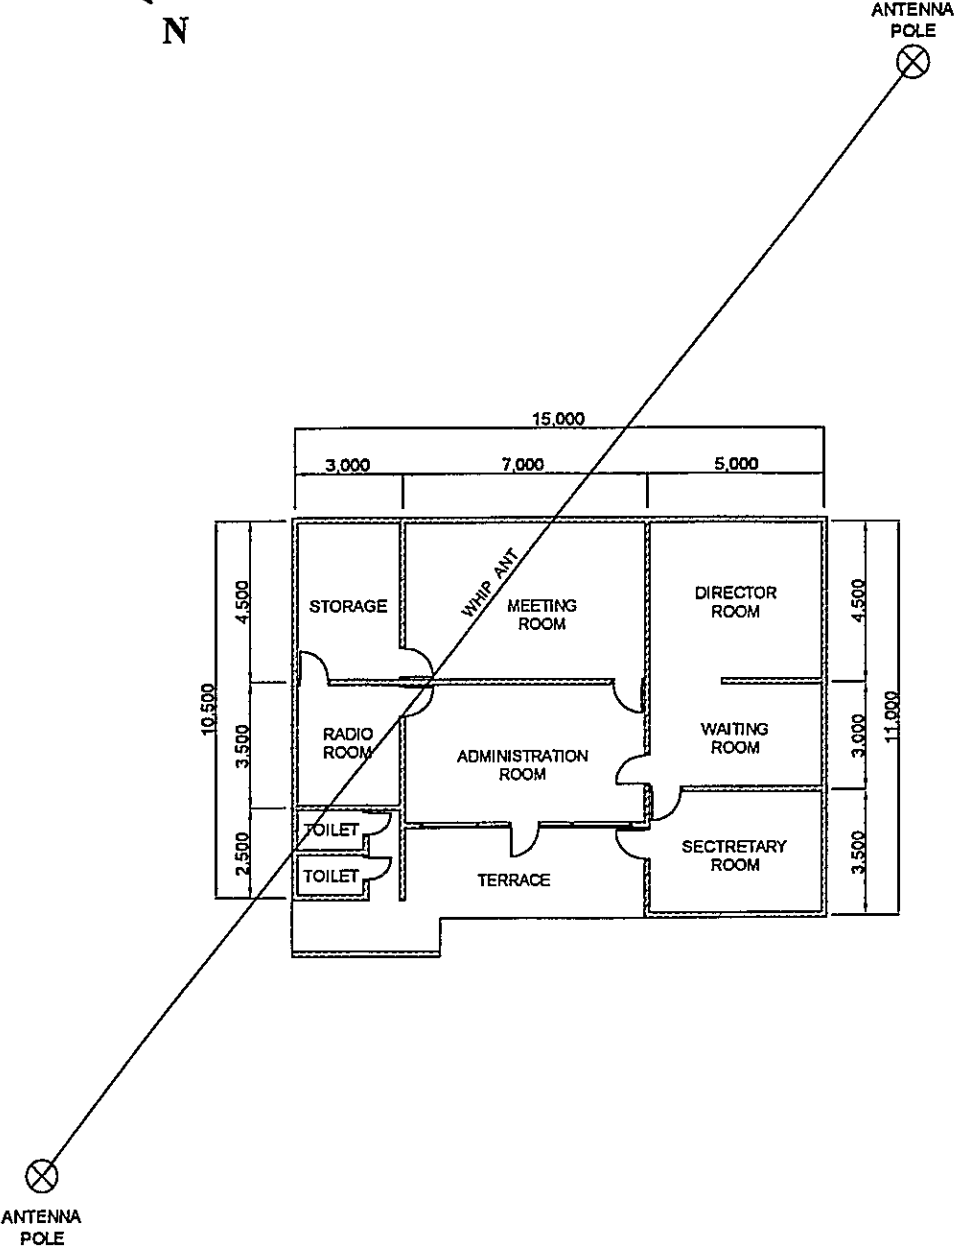 N
ANTENNA
POLE
15,000
3,000
7,000
5,000
4.500
STORAGE
WHIP ANT
MEETING
ROOM
DIRECTOR
ROOM
4.500
10.500
3.500
RADIO
ROOM
ADMINISTRATION
ROOM
WAITING
ROOM
3.000
11.000
2.500
TOILET
TOILET
TERRACE
SECTRETARY
ROOM
3.500
ANTENNA
POLE